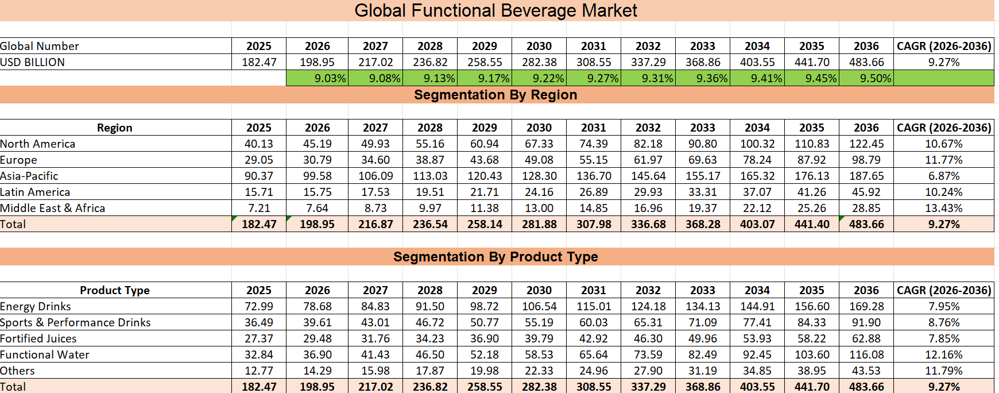 Global Functional Beverage Market
Global Number 2025 2026 2027 2028 2029 2030 2031 2032 2033 2034 2035 2036 CAGR (2026-2036)
USD BILLION 182.47 198.95 217.02 236.82 258.55 282.38 308.55 337.29 368.86 403.55 441.70 483.66 9.27%
9.03% 9.08% 9.13% 9.17% 9.22% 9.27% 9.31% 9.36% 9.41% 9.45% 9.50%
Segmentation By Region
Region 2025 2026 2027 2028 2029 2030 2031 2032 2033 2034 2035 2036 CAGR (2026-2036)
North America 40.13 45.19 49.93 55.16 60.94 67.33 74.39 82.18 90.80 100.32 110.83 122.45 10.67%
Europe 29.05 30.79 34.60 38.87 43.68 49.08 55.15 61.97 69.63 78.24 87.92 98.79 11.77%
Asia-Pacific 90.37 99.58 106.09 113.03 120.43 128.30 136.70 145.64 155.17 165.32 176.13 187.65 6.87%
Latin America 15.71 15.75 17.53 19.51 21.71 24.16 26.89 29.93 33.31 37.07 41.26 45.92 10.24%
Middle East & Africa 7.21 7.64 8.73 9.97 11.38 13.00 14.85 16.96 19.37 22.12 25.26 28.85 13.43%
Total 182.47 198.95 216.87 236.54 258.14 281.88 307.98 336.68 368.28 403.07 441.40 483.66 9.27%
Segmentation By Product Type
Product Type 2025 2026 2027 2028 2029 2030 2031 2032 2033 2034 2035 2036 CAGR (2026-2036)
Energy Drinks 72.99 78.68 84.83 91.50 98.72 106.54 115.01 124.18 134.13 144.91 156.60 169.28 7.95%
Sports & Performance Drinks 36.49 39.61 43.01 46.72 50.77 55.19 60.03 65.31 71.09 77.41 84.33 91.90 8.76%
Fortified Juices 27.37 29.48 31.76 34.23 36.90 39.79 42.92 46.30 49.96 53.93 58.22 62.88 7.85%
Functional Water 32.84 36.90 41.43 46.50 52.18 58.53 65.64 73.59 82.49 92.45 103.60 116.08 12.16%
Others 12.77 14.29 15.98 17.87 19.98 22.33 24.96 27.90 31.19 34.85 38.95 43.53 11.79%
Total 182.47 198.95 217.02 236.82 258.55 282.38 308.55 337.29 368.86 403.55 441.70 483.66 9.27%